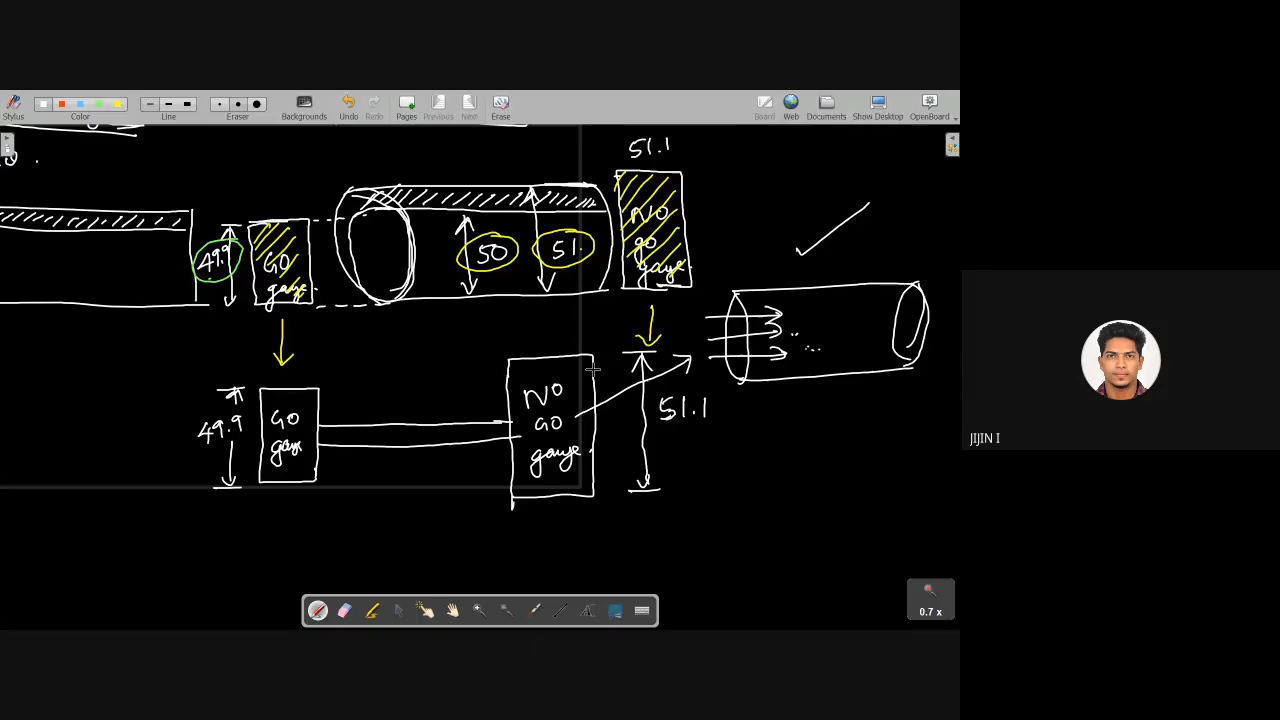 Stylus
Color
Line
Eraser
Backgrounds
Undo
Redo
Pages
Previous
Next
Erase
Board
Web
Documents
Show Desktop
OpenBoard
51.1
49.9
GO
gauge
50
51.
NO
go
gauge
49.9
GO
gauge
NO
GO
gauge
51.1
JIJIN I
0.7 x